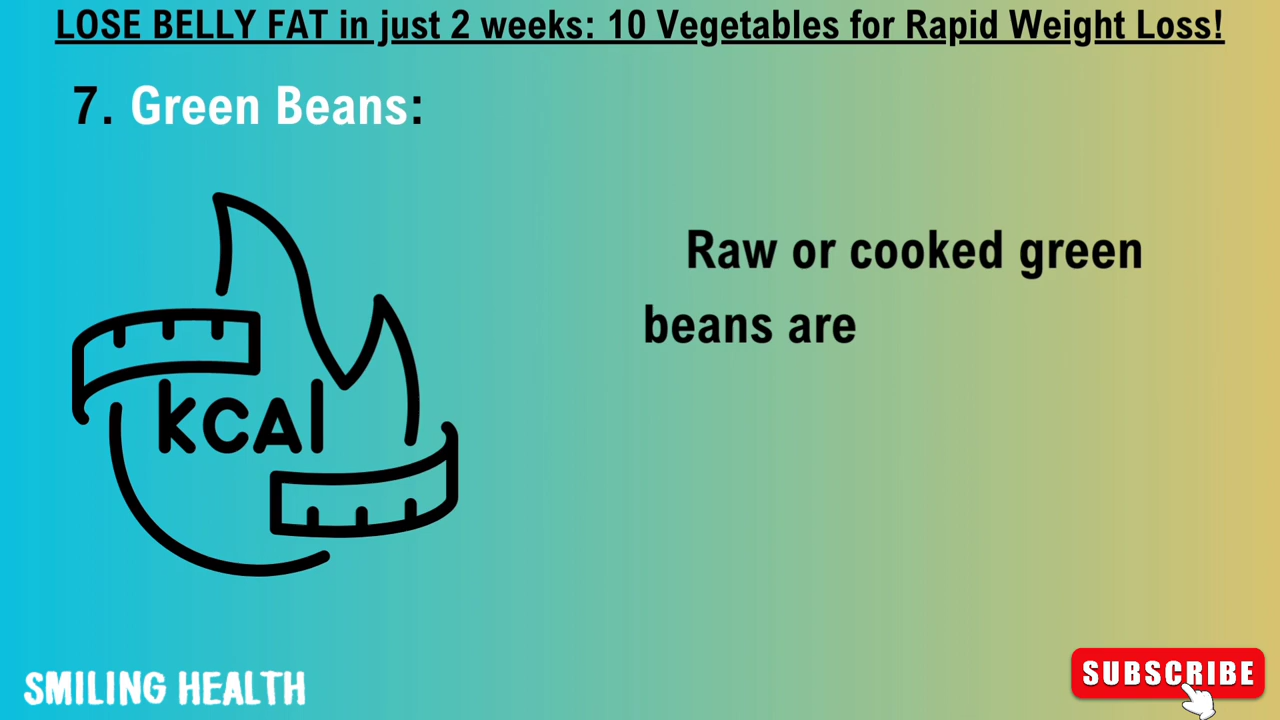 LOSE BELLY FAT in just 2 weeks: 10 Vegetables for Rapid Weight Loss!
7. Green Beans:
Raw or cooked green
beans are
kcal
SMILING HEALTH
SUBSCRIBE